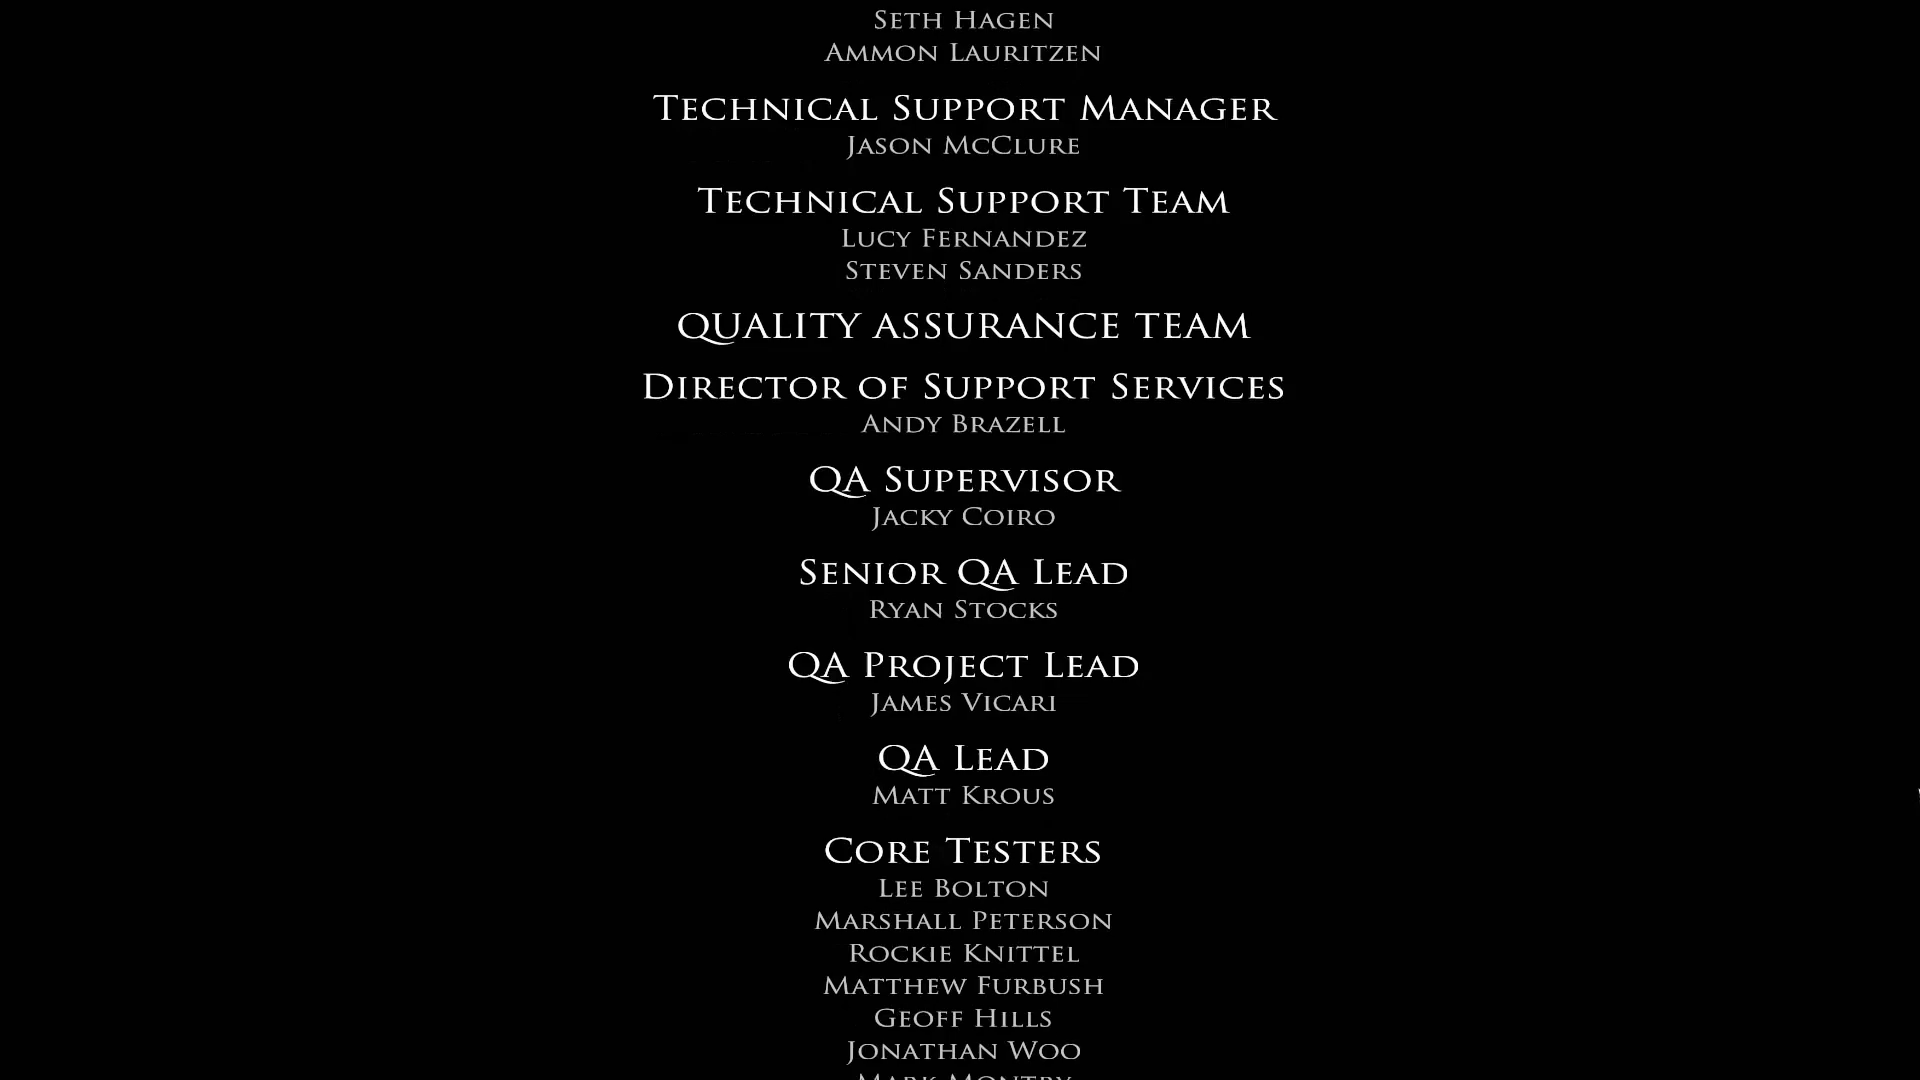 Seth Hagen
Ammon Lauritzen
Technical Support Manager
Jason McClure
Technical Support Team
Lucy Fernandez
Steven Sanders
QUALITY ASSURANCE TEAM
Director of Support Services
Andy Brazell
QA Supervisor
Jacky Coiro
Senior QA Lead
Ryan Stocks
QA Project Lead
James Vicari
QA Lead
Matt Krous
Core Testers
Lee Bolton
Marshall Peterson
Rockie Knittel
Matthew Furbush
Geoff Hills
Jonathan Woo
Mark